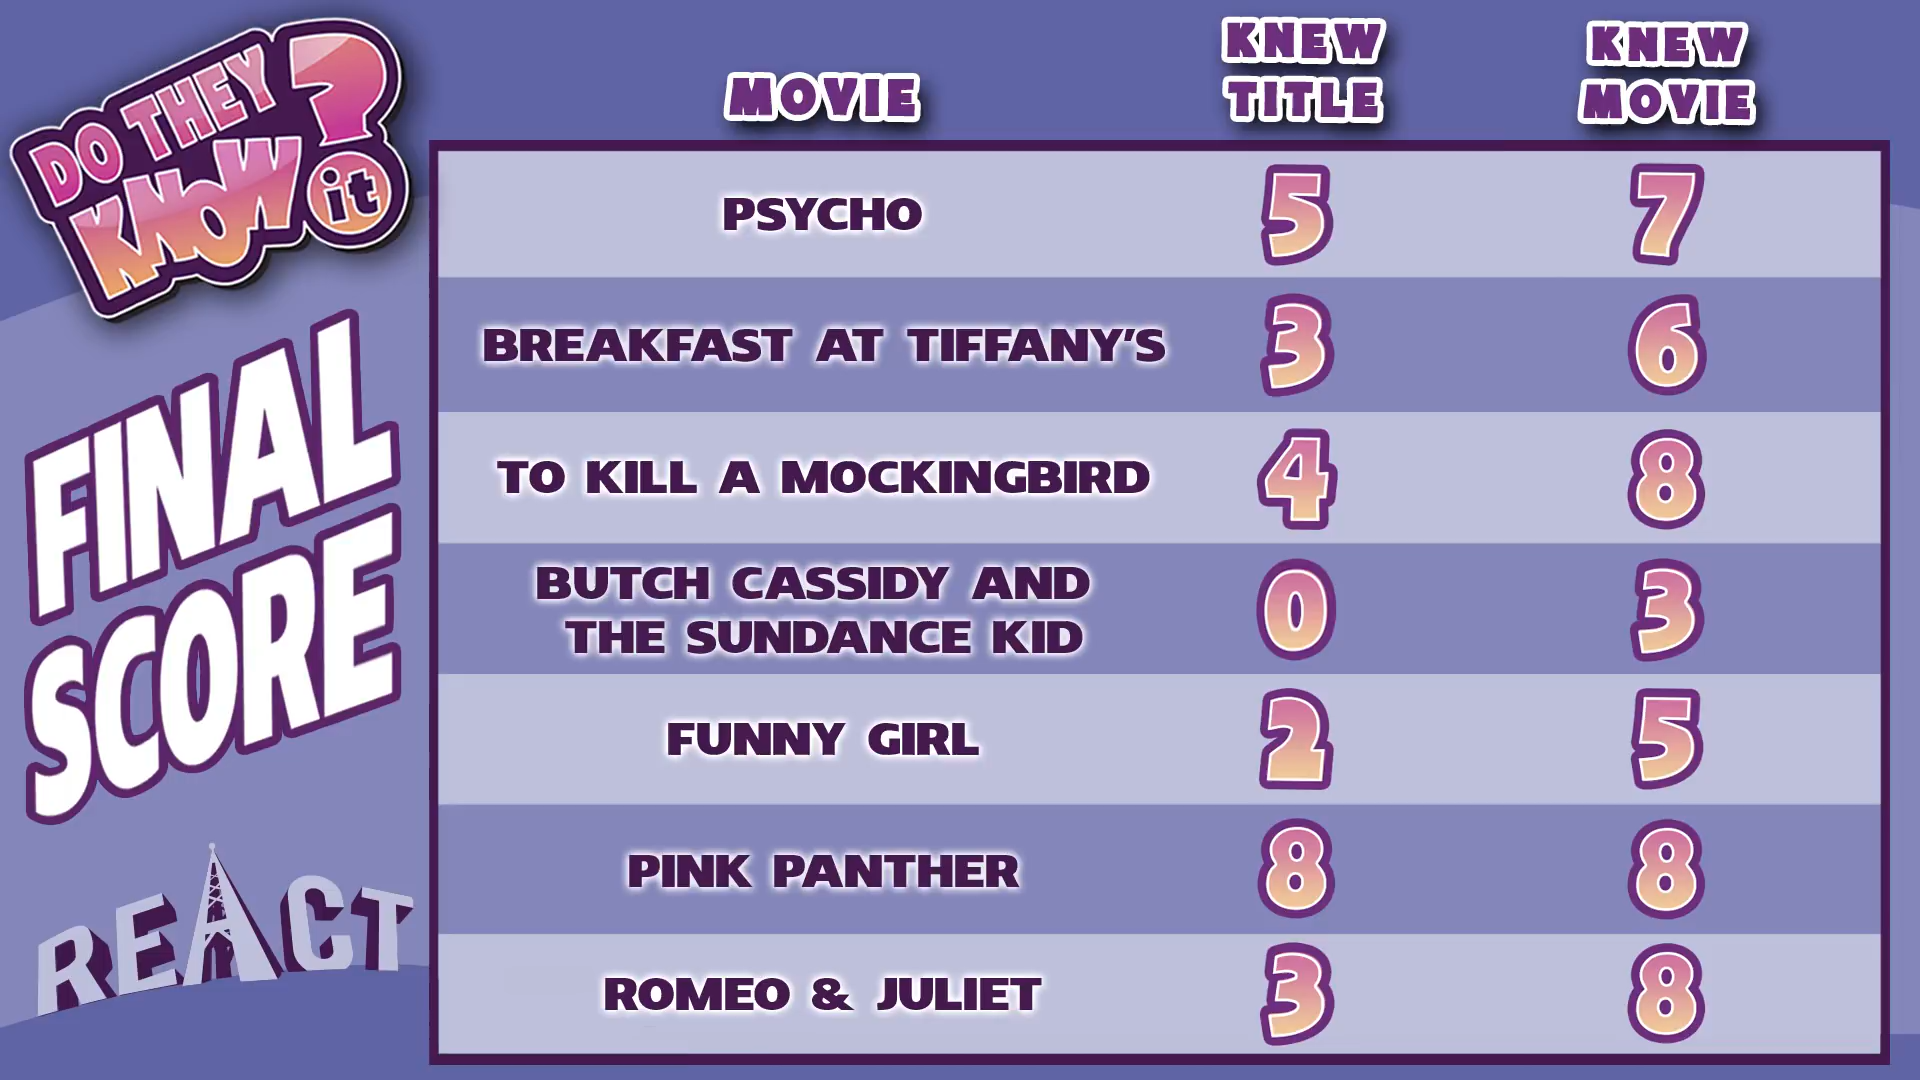 DO THEY
KNOW it?
FINAL
SCORE
REACT
MOVIE KNEW TITLE KNEW MOVIE
PSYCHO 5 7
BREAKFAST AT TIFFANY'S 3 6
TO KILL A MOCKINGBIRD 4 8
BUTCH CASSIDY AND
THE SUNDANCE KID 0 3
FUNNY GIRL 2 5
PINK PANTHER 8 8
ROMEO & JULIET 3 8